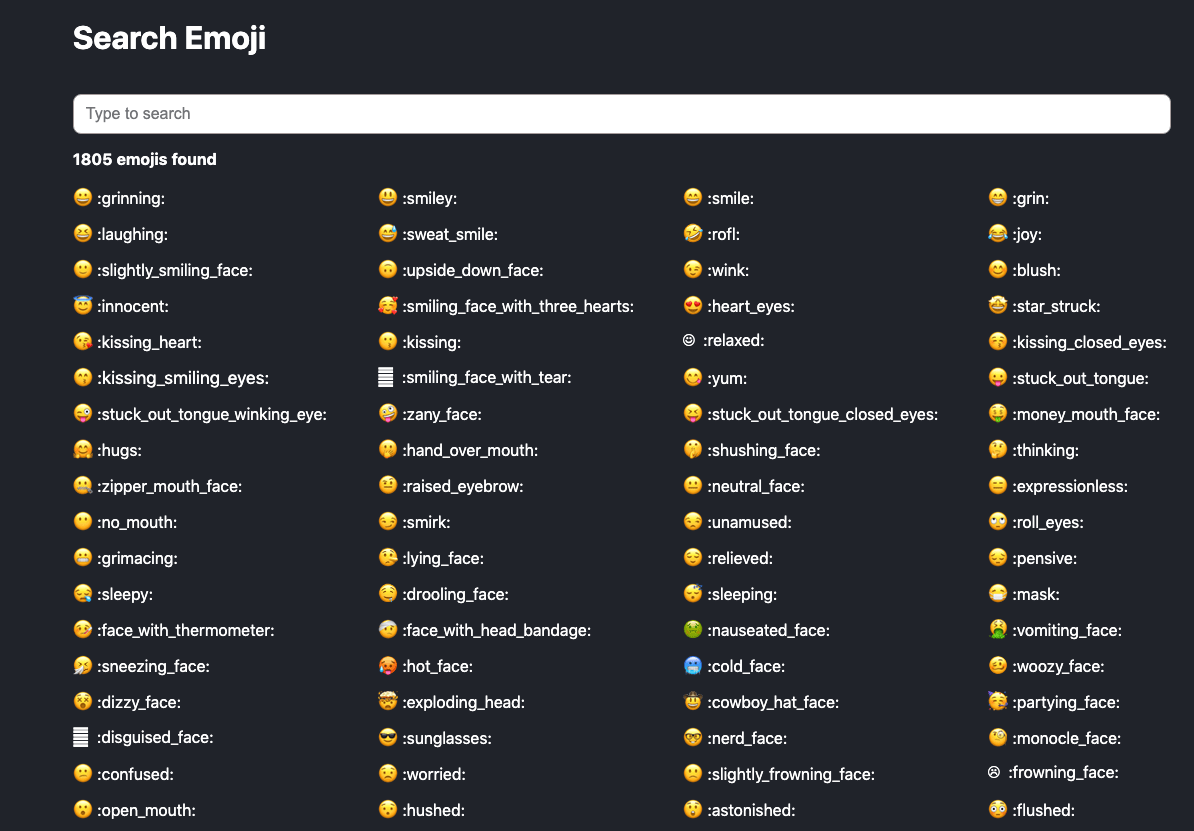 Search Emoji
Type to search
1805 emojis found
😀 :grinning: 😃 :smiley: 😄 :smile: 😁 :grin:
😆 :laughing: 😅 :sweat_smile: 🤣 :rofl: 😂 :joy:
🙂 :slightly_smiling_face: 🙃 :upside_down_face: 😉 :wink: 😊 :blush:
😇 :innocent: 🥰 :smiling_face_with_three_hearts: 😍 :heart_eyes: 🤩 :star_struck:
😘 :kissing_heart: 😗 :kissing: ☺ :relaxed: 😚 :kissing_closed_eyes:
😙 :kissing_smiling_eyes: :smiling_face_with_tear: 😋 :yum: 😛 :stuck_out_tongue:
😜 :stuck_out_tongue_winking_eye: 🤪 :zany_face: 😝 :stuck_out_tongue_closed_eyes: 🤑 :money_mouth_face:
🤗 :hugs: 🤭 :hand_over_mouth: 🤫 :shushing_face: 🤔 :thinking:
🤐 :zipper_mouth_face: 🤨 :raised_eyebrow: 😐 :neutral_face: 😑 :expressionless:
😶 :no_mouth: 😏 :smirk: 😒 :unamused: 🙄 :roll_eyes:
😬 :grimacing: 🤥 :lying_face: 😌 :relieved: 😔 :pensive:
😪 :sleepy: 🤤 :drooling_face: 😴 :sleeping: 😷 :mask:
🤒 :face_with_thermometer: 🤕 :face_with_head_bandage: 🤢 :nauseated_face: 🤮 :vomiting_face:
🤧 :sneezing_face: 🥵 :hot_face: 🥶 :cold_face: 🥴 :woozy_face:
😵 :dizzy_face: 🤯 :exploding_head: 🤠 :cowboy_hat_face: 🥳 :partying_face:
:disguised_face: 😎 :sunglasses: 🤓 :nerd_face: 🧐 :monocle_face:
😕 :confused: 😟 :worried: 🙁 :slightly_frowning_face: ☹ :frowning_face:
😮 :open_mouth: 😯 :hushed: 😲 :astonished: 😳 :flushed: